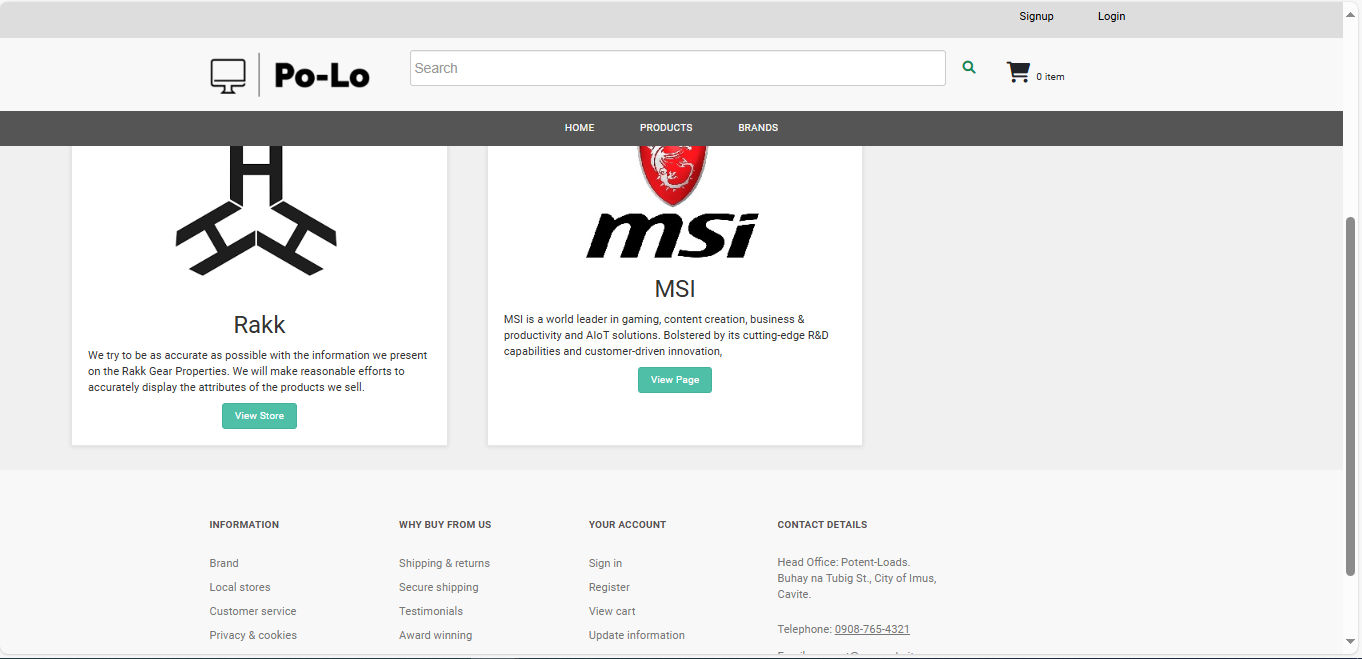 Signup Login
Po-Lo
Search
0 item
HOME PRODUCTS BRANDS
Rakk
We try to be as accurate as possible with the information we present
on the Rakk Gear Properties. We will make reasonable efforts to
accurately display the attributes of the products we sell.
View Store
msi
MSI
MSI is a world leader in gaming, content creation, business &
productivity and AIoT solutions. Bolstered by its cutting-edge R&D
capabilities and customer-driven innovation,
View Page
INFORMATION
Brand
Local stores
Customer service
Privacy & cookies
WHY BUY FROM US
Shipping & returns
Secure shipping
Testimonials
Award winning
YOUR ACCOUNT
Sign in
Register
View cart
Update information
CONTACT DETAILS
Head Office: Potent-Loads.
Buhay na Tubig St., City of Imus,
Cavite.
Telephone: 0908-765-4321